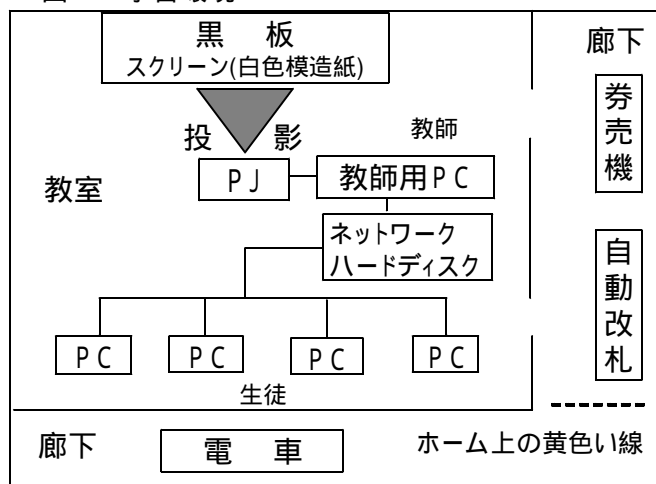 黒 板
スクリーン(白色模造紙)
投 影
教師
PJ
教師用PC
教室
ネットワーク
ハードディスク
PC
PC
PC
PC
生徒
廊下
券売機
自動改札
廊下
電 車
ホーム上の黄色い線